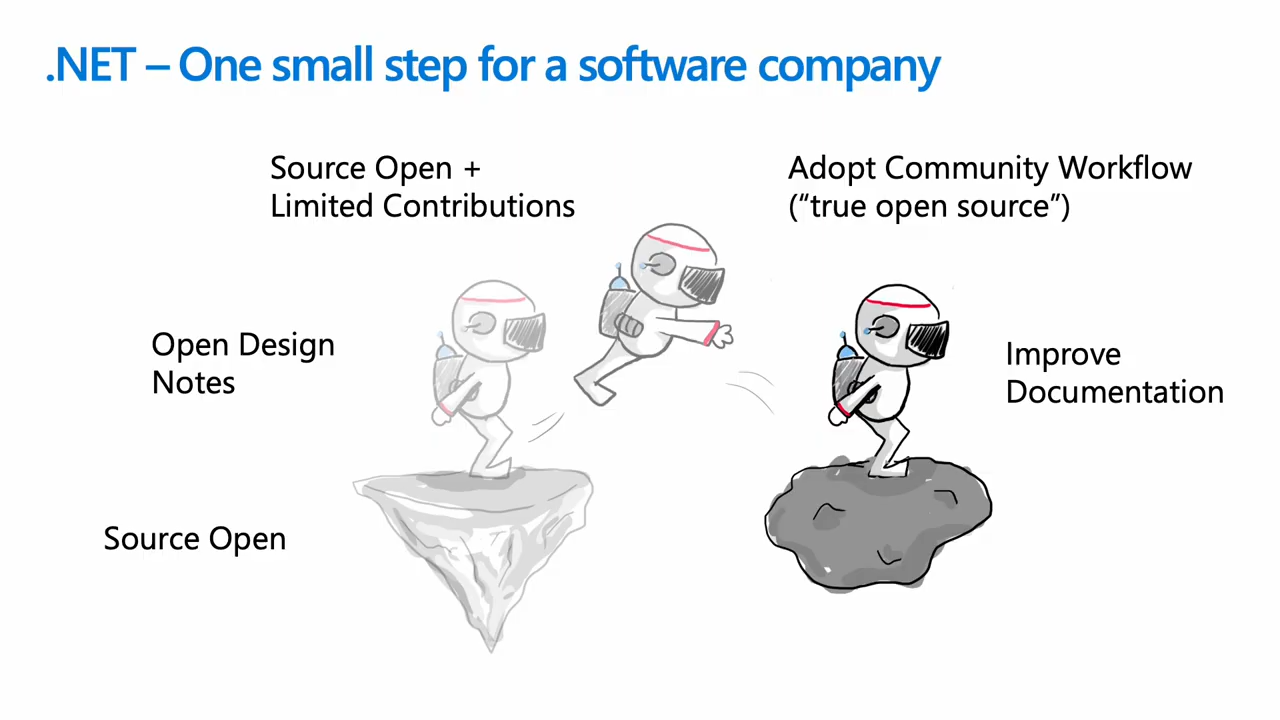 .NET – One small step for a software company
Source Open +
Limited Contributions
Adopt Community Workflow
(“true open source”)
Open Design
Notes
Improve
Documentation
Source Open